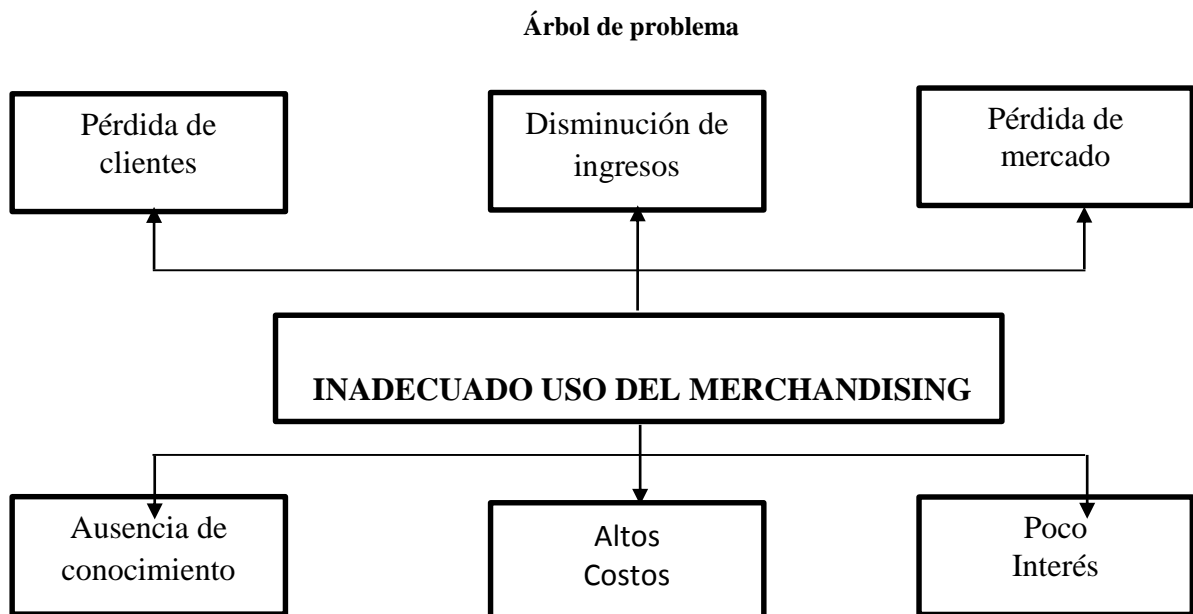 Árbol de problema
Pérdida de
clientes
Disminución de
ingresos
Pérdida de
mercado
INADECUADO USO DEL MERCHANDISING
Ausencia de
conocimiento
Altos
Costos
Poco
Interés